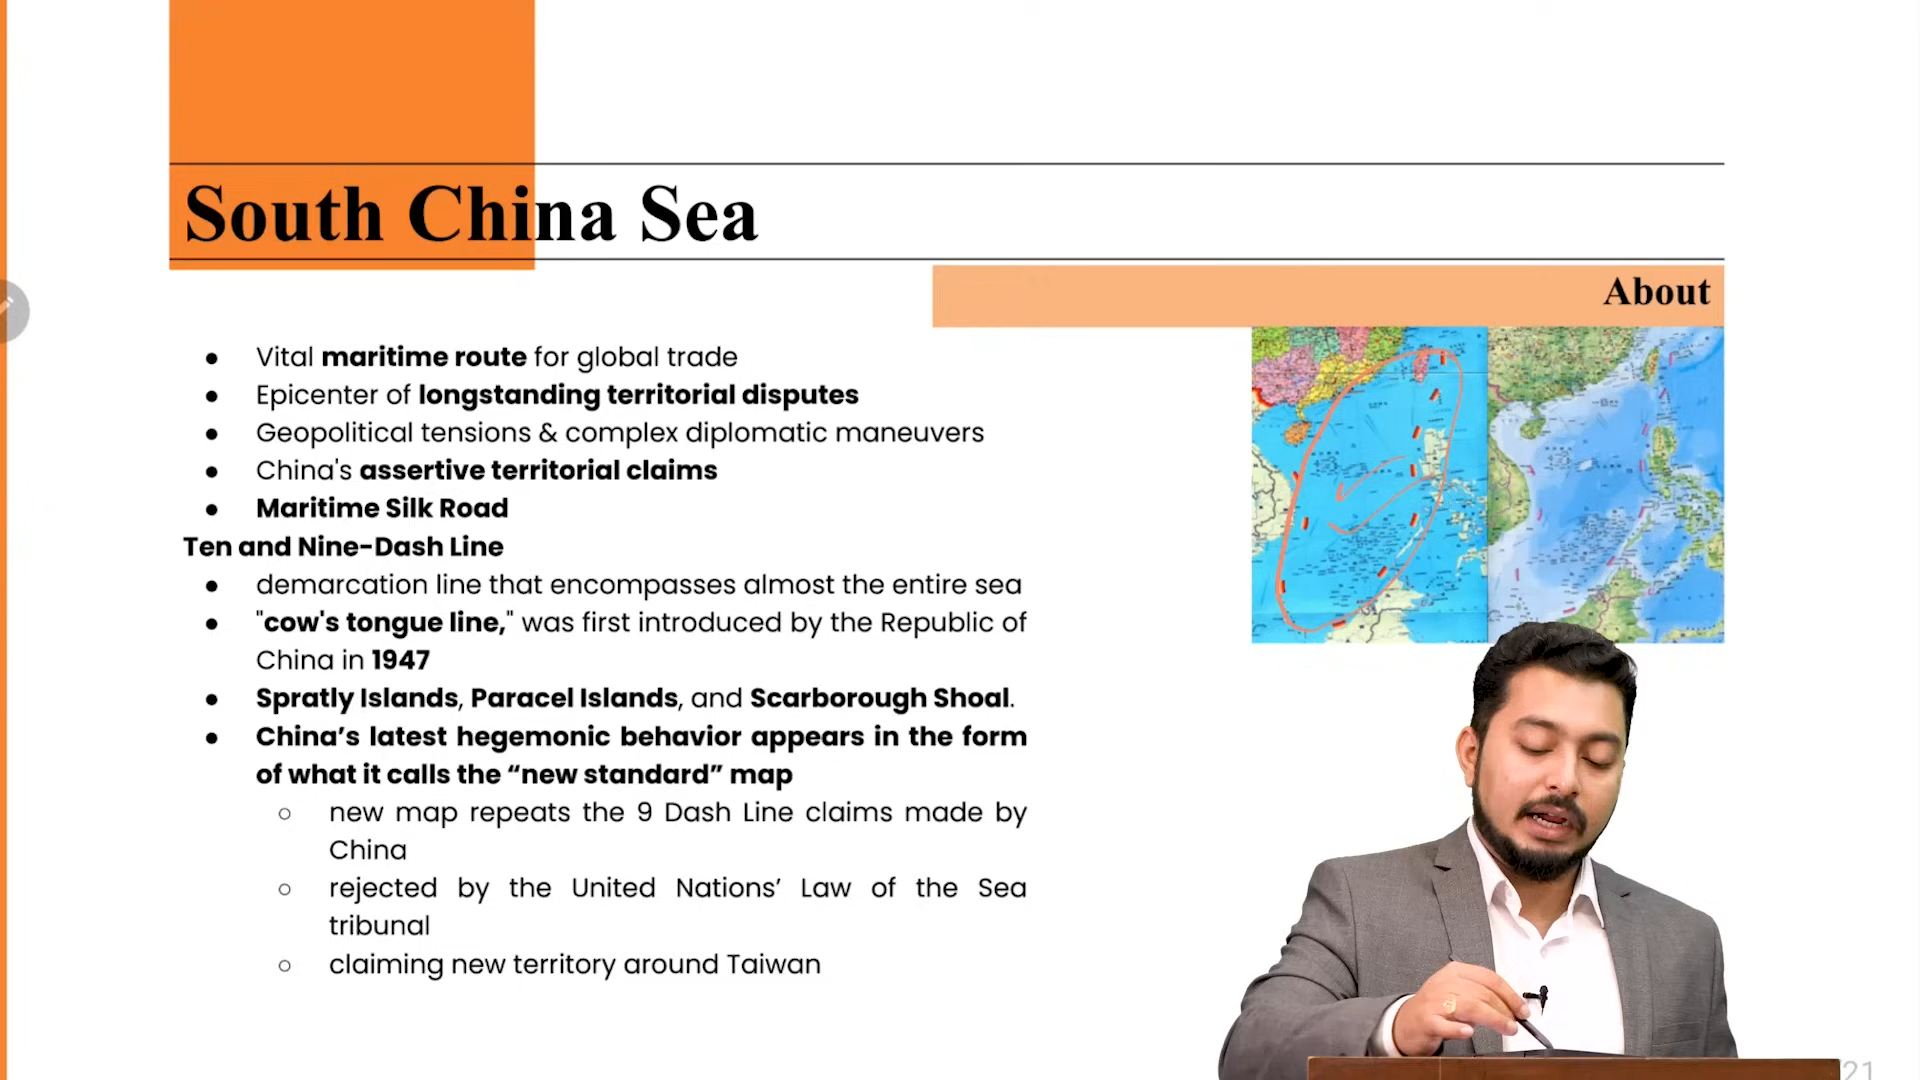 South China Sea
About
● Vital maritime route for global trade
● Epicenter of longstanding territorial disputes
● Geopolitical tensions & complex diplomatic maneuvers
● China's assertive territorial claims
● Maritime Silk Road
Ten and Nine-Dash Line
● demarcation line that encompasses almost the entire sea
● "cow's tongue line," was first introduced by the Republic of
China in 1947
● Spratly Islands, Paracel Islands, and Scarborough Shoal.
● China’s latest hegemonic behavior appears in the form
of what it calls the “new standard” map
○ new map repeats the 9 Dash Line claims made by
China
○ rejected by the United Nations’ Law of the Sea
tribunal
○ claiming new territory around Taiwan
21